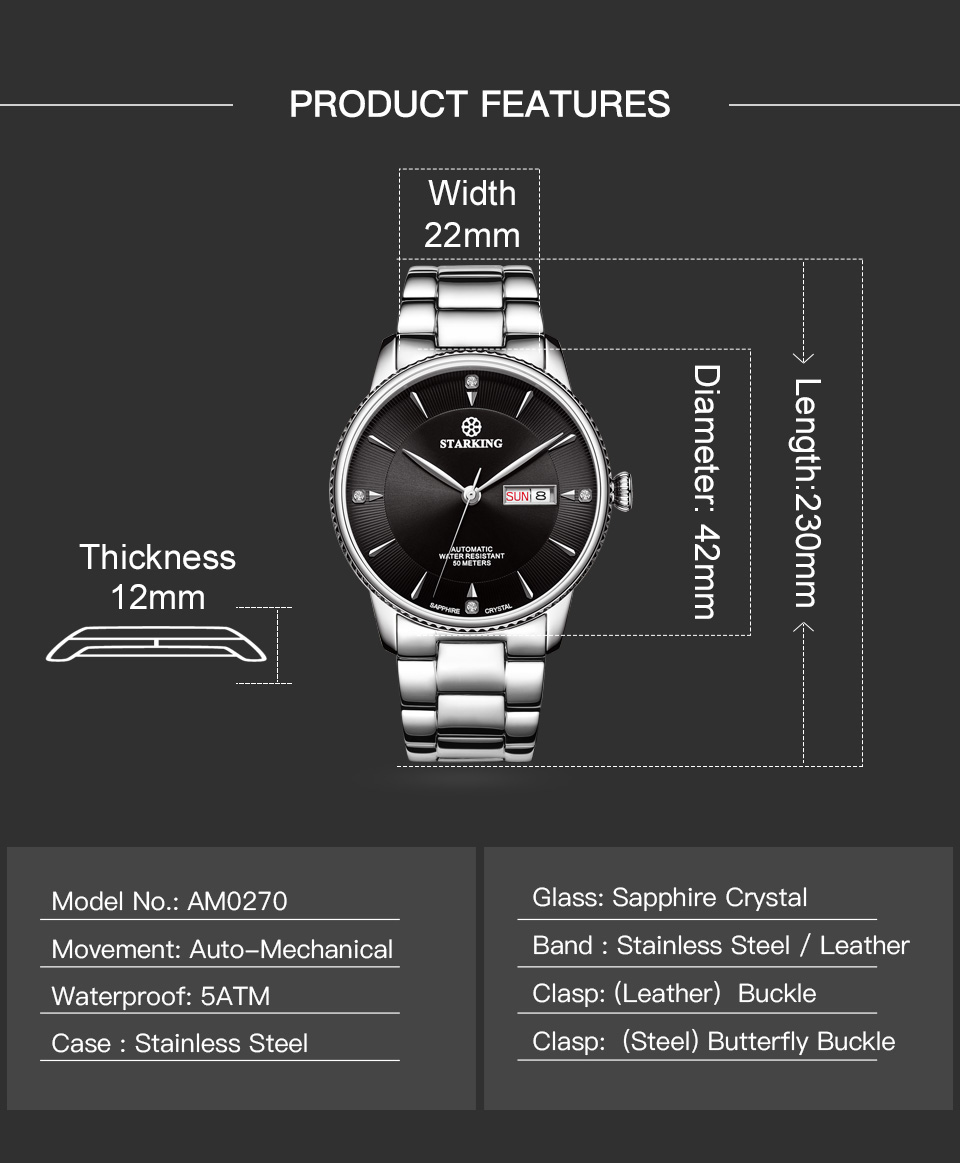 PRODUCT FEATURES
Width
22mm
STARKING
SUN 8
AUTOMATIC
WATER RESISTANT
50 METERS
SAPPHIRE CRYSTAL
Diameter: 42mm
Length:230mm
Thickness
12mm
Model No.: AM0270
Movement: Auto-Mechanical
Waterproof: 5ATM
Case : Stainless Steel
Glass: Sapphire Crystal
Band : Stainless Steel / Leather
Clasp: (Leather) Buckle
Clasp: (Steel) Butterfly Buckle